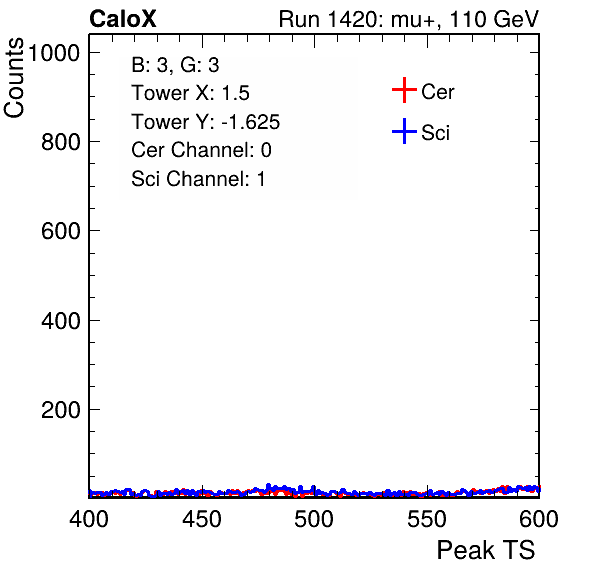 CaloX Run 1420: mu+, 110 GeV
Counts
1000
800
600
400
200
B: 3, G: 3
Tower X: 1.5
Tower Y: -1.625
Cer Channel: 0
Sci Channel: 1
Cer
Sci
400 450 500 550 600
Peak TS